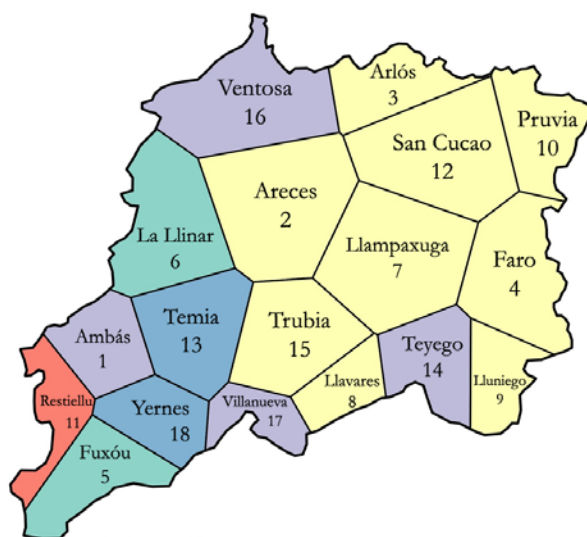 Arlós
3
Ventosa
16
Pruvia
10
San Cucao
12
Areces
2
La Llinar
6
Llampaxuga
7
Faro
4
Temia
13
Trubia
15
Ambás
1
Teyego
14
Llavares
8
Lluniego
9
Restiellu
11
Yernes
18
Villanueva
17
Fuxóu
5